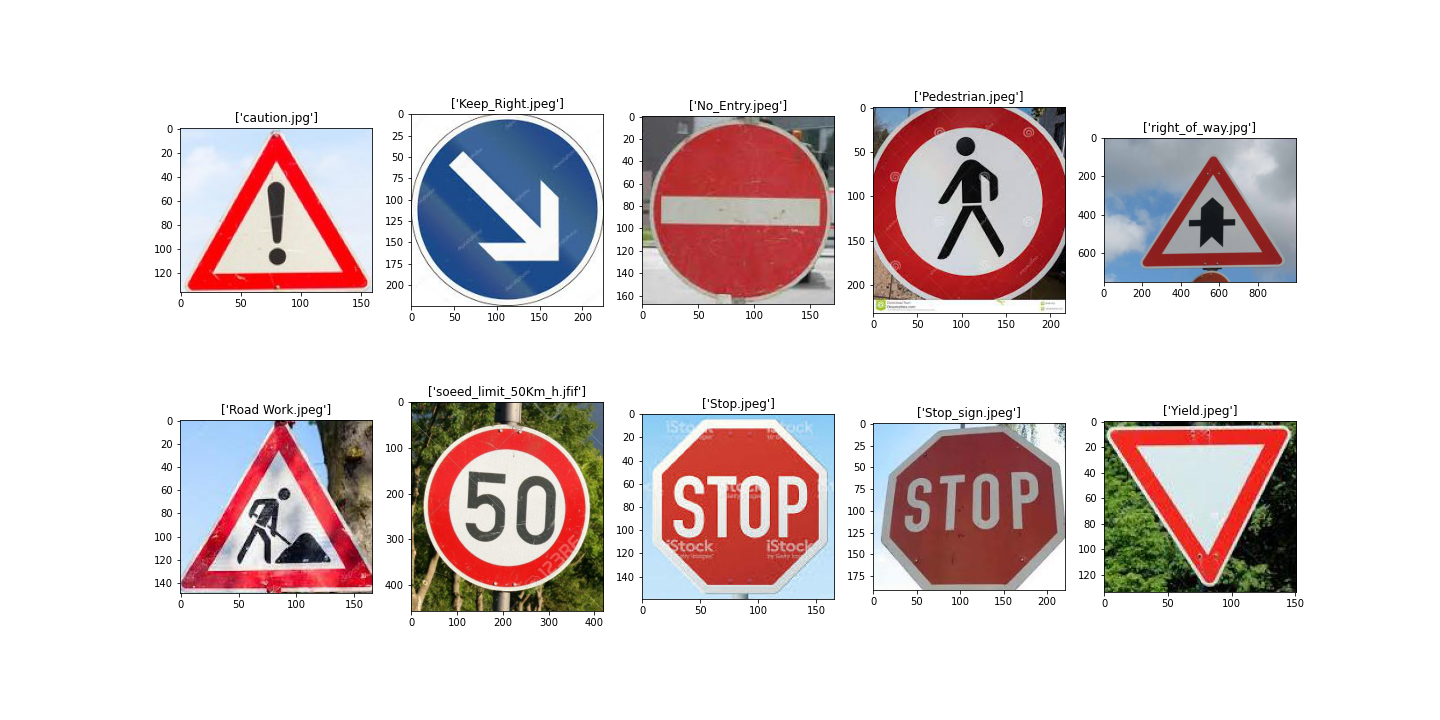 ['caution.jpg']
['Keep_Right.jpeg']
['No_Entry.jpeg']
['Pedestrian.jpeg']
['right_of_way.jpg']
0
20
40
60
80
100
120
0 50 100 150
0
25
50
75
100
125
150
175
200
0 50 100 150 200
0
20
40
60
80
100
120
140
160
0 50 100 150
0
50
100
150
200
0 50 100 150 200
0
200
400
600
0 200 400 600 800
['Road Work.jpeg']
['soeed_limit_50Km_h.jfif']
['Stop.jpeg']
['Stop_sign.jpeg']
['Yield.jpeg']
0
20
40
60
80
100
120
140
0 50 100 150
0
100
200
300
400
0 100 200 300 400
50
123RF
0
20
40
60
80
100
120
140
0 50 100 150
iStock iStock
STOP
iStock iStock
0
25
50
75
100
125
150
175
0 50 100 150 200
STOP
0
20
40
60
80
100
120
0 50 100 150